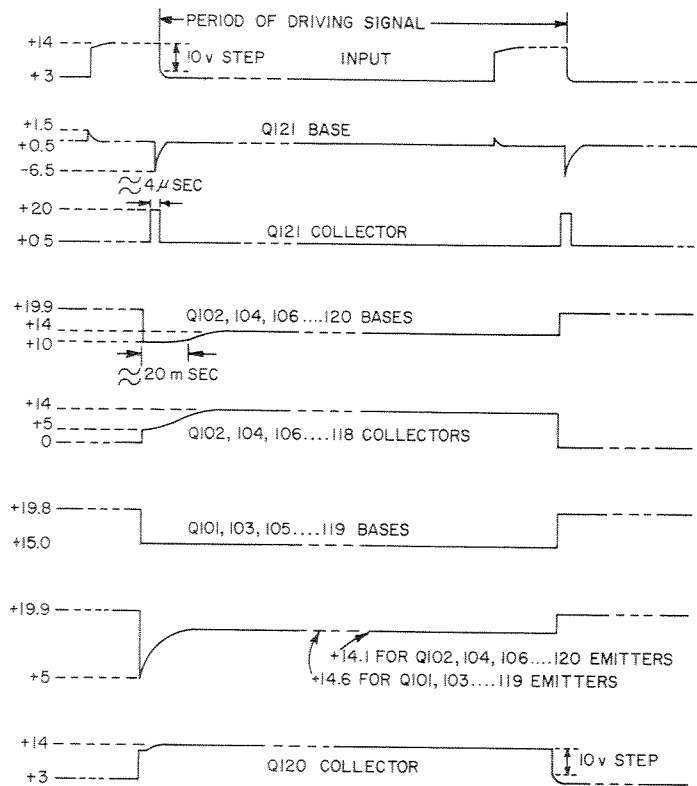 PERIOD OF DRIVING SIGNAL
+14
10 v STEP
INPUT
+3
+1.5
Q121 BASE
+0.5
-6.5
≈ 4 μ SEC
+20
+0.5
Q121 COLLECTOR
+19.9
Q102, 104, 106....120 BASES
+14
+10
≈ 20 m SEC
+14
+5
Q102, 104, 106....118 COLLECTORS
0
+19.8
Q101, 103, 105....119 BASES
+15.0
+19.9
+14.1 FOR Q102, 104, 106....120 EMITTERS
+5
+14.6 FOR Q101, 103....119 EMITTERS
+14
10 v STEP
Q120 COLLECTOR
+3